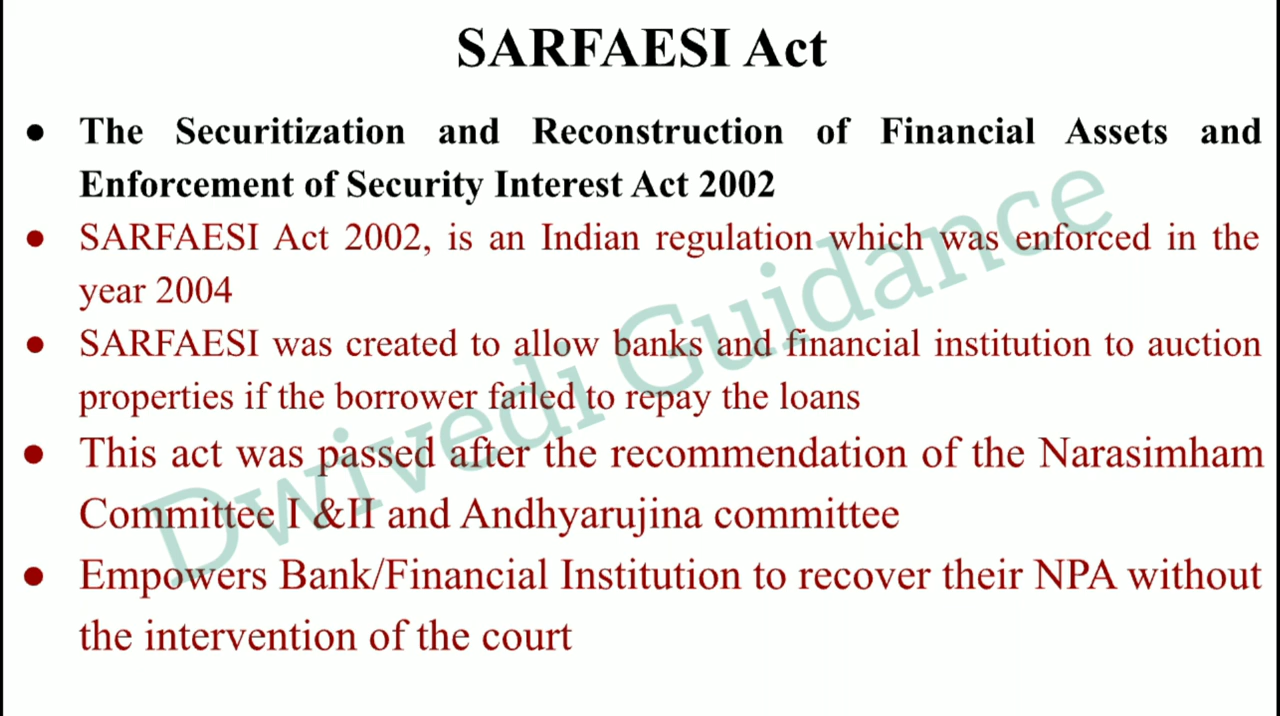 SARFAESI Act
● The Securitization and Reconstruction of Financial Assets and
Enforcement of Security Interest Act 2002
● SARFAESI Act 2002, is an Indian regulation which was enforced in the
year 2004
● SARFAESI was created to allow banks and financial institution to auction
properties if the borrower failed to repay the loans
● This act was passed after the recommendation of the Narasimham
Committee I &II and Andhyarujina committee
● Empowers Bank/Financial Institution to recover their NPA without
the intervention of the court
Dwivedi Guidance